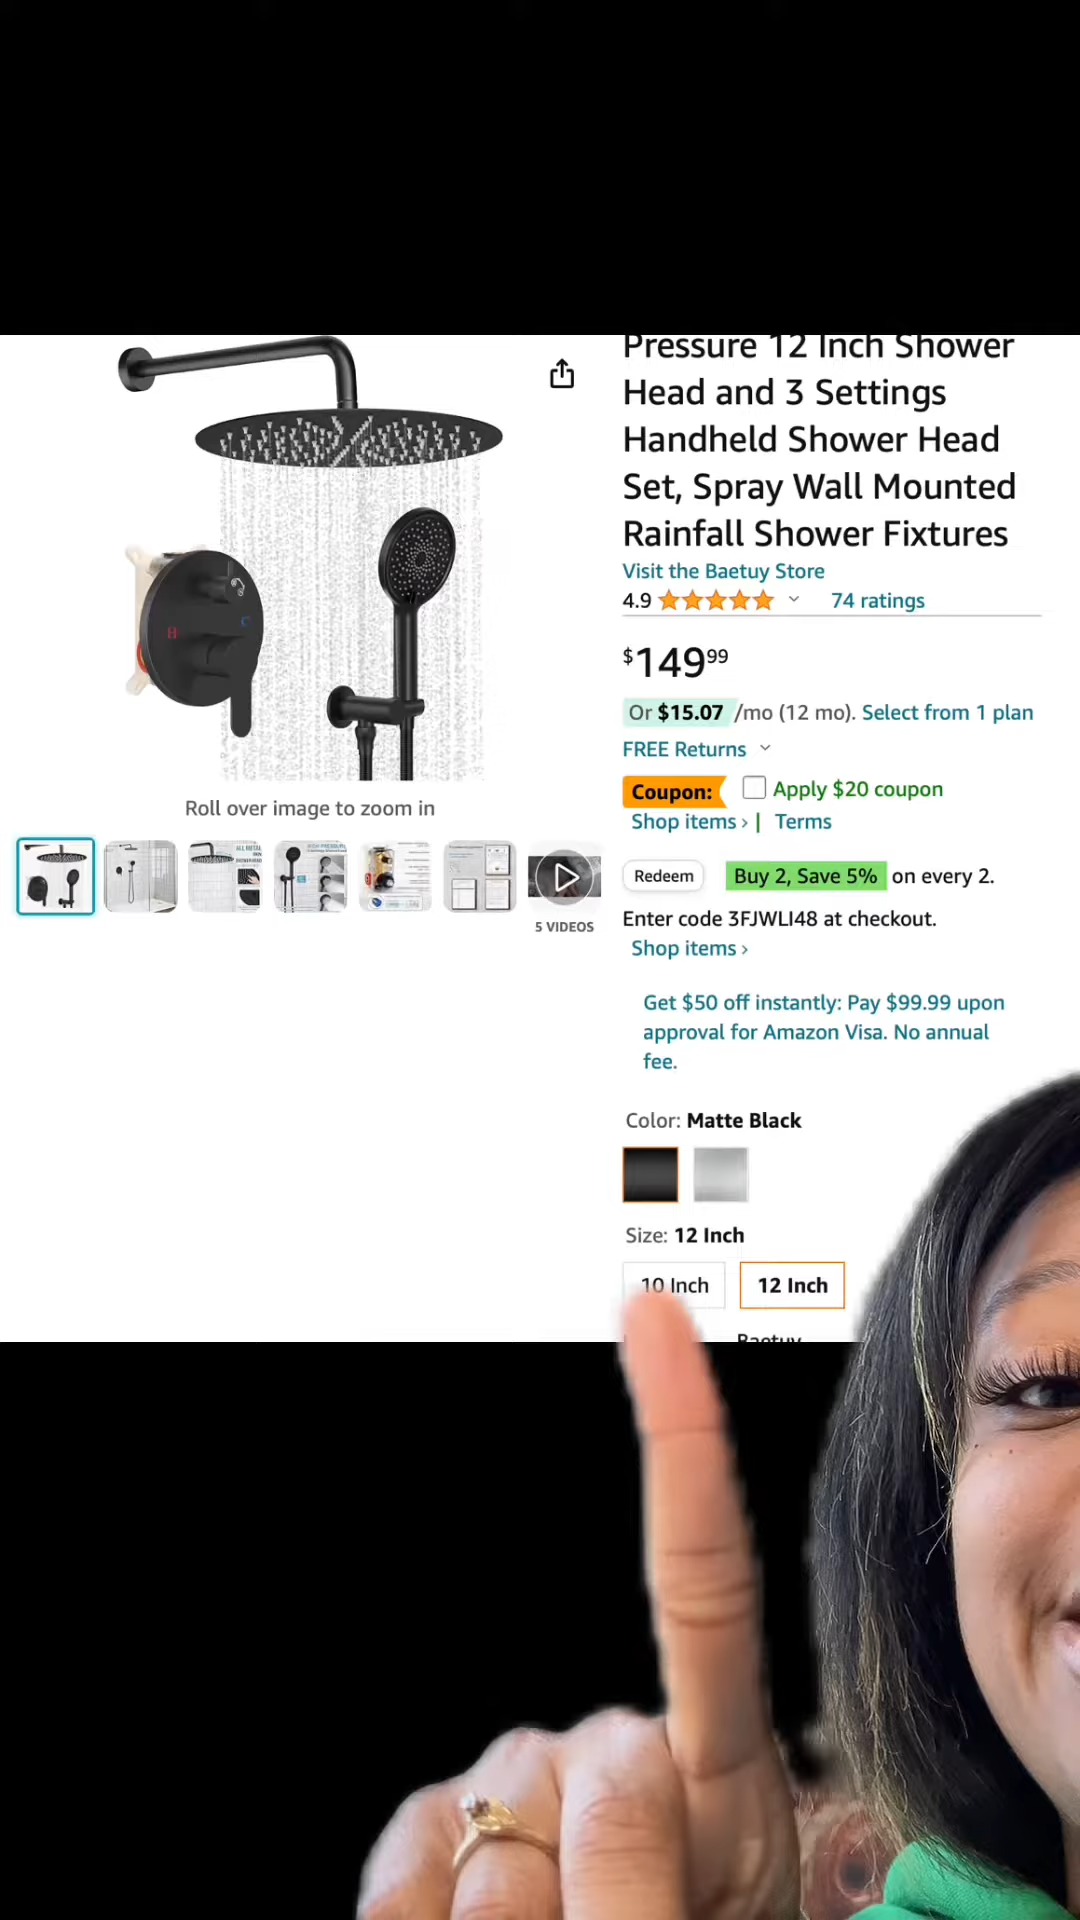 Pressure 12 Inch Shower
Head and 3 Settings
Handheld Shower Head
Set, Spray Wall Mounted
Rainfall Shower Fixtures
Visit the Baetuy Store
4.9 74 ratings
$149 99
Or $15.07 /mo (12 mo). Select from 1 plan
FREE Returns
Coupon: Apply $20 coupon
Shop items › | Terms
Redeem Buy 2, Save 5% on every 2.
Enter code 3FJWLI48 at checkout.
Shop items ›
Get $50 off instantly: Pay $99.99 upon
approval for Amazon Visa. No annual
fee.
Color: Matte Black
Size: 12 Inch
10 Inch 12 Inch
Baetuy
H C
Roll over image to zoom in
5 VIDEOS